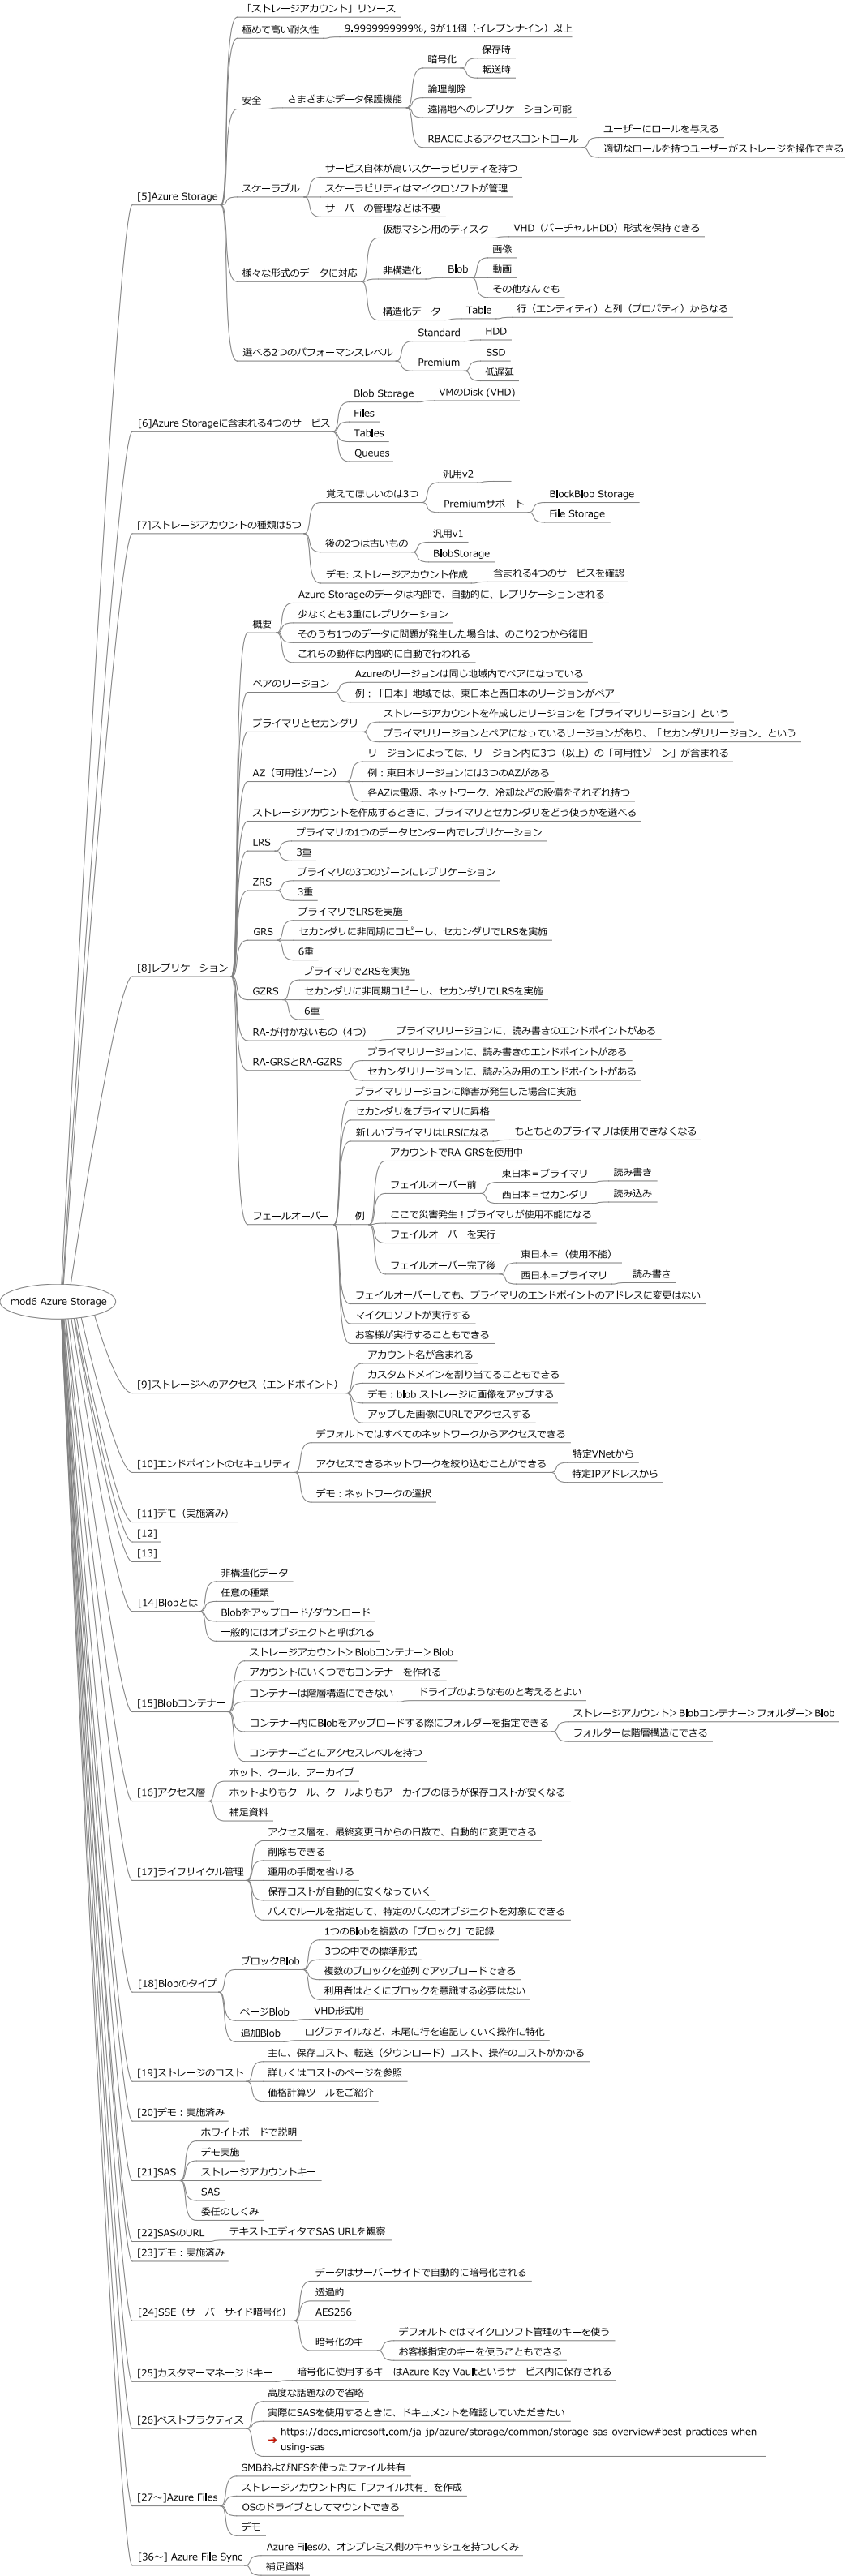 mod6 Azure Storage
[5]Azure Storage
「ストレージアカウント」リソース
極めて高い耐久性
9.9999999999%, 9が11個（イレブンナイン）以上
安全
さまざまなデータ保護機能
暗号化
保存時
転送時
論理削除
遠隔地へのレプリケーション可能
RBACによるアクセスコントロール
ユーザーにロールを与える
適切なロールを持つユーザーがストレージを操作できる
スケーラブル
サービス自体が高いスケーラビリティを持つ
スケーラビリティはマイクロソフトが管理
サーバーの管理などは不要
様々な形式のデータに対応
仮想マシン用のディスク
VHD（バーチャルHDD）形式を保持できる
非構造化
Blob
画像
動画
その他なんでも
構造化データ
Table
行（エンティティ）と列（プロパティ）からなる
選べる2つのパフォーマンスレベル
Standard
HDD
Premium
SSD
低遅延
[6]Azure Storageに含まれる4つのサービス
Blob Storage
VMのDisk (VHD)
Files
Tables
Queues
[7]ストレージアカウントの種類は5つ
覚えてほしいのは3つ
汎用v2
Premiumサポート
BlockBlob Storage
File Storage
後の2つは古いもの
汎用v1
BlobStorage
デモ: ストレージアカウント作成
含まれる4つのサービスを確認
[8]レプリケーション
概要
Azure Storageのデータは内部で、自動的に、レプリケーションされる
少なくとも3重にレプリケーション
そのうち1つのデータに問題が発生した場合は、のこり2つから復旧
これらの動作は内部的に自動で行われる
ペアのリージョン
Azureのリージョンは同じ地域内でペアになっている
例：「日本」地域では、東日本と西日本のリージョンがペア
プライマリとセカンダリ
ストレージアカウントを作成したリージョンを「プライマリリージョン」という
プライマリリージョンとペアになっているリージョンがあり、「セカンダリリージョン」という
AZ（可用性ゾーン）
リージョンによっては、リージョン内に3つ（以上）の「可用性ゾーン」が含まれる
例：東日本リージョンには3つのAZがある
各AZは電源、ネットワーク、冷却などの設備をそれぞれ持つ
ストレージアカウントを作成するときに、プライマリとセカンダリをどう使うかを選べる
LRS
プライマリの1つのデータセンター内でレプリケーション
3重
ZRS
プライマリの3つのゾーンにレプリケーション
3重
GRS
プライマリでLRSを実施
セカンダリに非同期にコピーし、セカンダリでLRSを実施
6重
GZRS
プライマリでZRSを実施
セカンダリに非同期コピーし、セカンダリでLRSを実施
6重
RA-が付かないもの（4つ）
プライマリリージョンに、読み書きのエンドポイントがある
RA-GRSとRA-GZRS
プライマリリージョンに、読み書きのエンドポイントがある
セカンダリリージョンに、読み込み用のエンドポイントがある
フェールオーバー
プライマリリージョンに障害が発生した場合に実施
セカンダリをプライマリに昇格
新しいプライマリはLRSになる
もともとのプライマリは使用できなくなる
例
アカウントでRA-GRSを使用中
フェイルオーバー前
東日本＝プライマリ
読み書き
西日本＝セカンダリ
読み込み
ここで災害発生！プライマリが使用不能になる
フェイルオーバーを実行
フェイルオーバー完了後
東日本＝（使用不能）
西日本＝プライマリ
読み書き
フェイルオーバーしても、プライマリのエンドポイントのアドレスに変更はない
マイクロソフトが実行する
お客様が実行することもできる
[9]ストレージへのアクセス（エンドポイント）
アカウント名が含まれる
カスタムドメインを割り当てることもできる
デモ：blob ストレージに画像をアップする
アップした画像にURLでアクセスする
[10]エンドポイントのセキュリティ
デフォルトではすべてのネットワークからアクセスできる
アクセスできるネットワークを絞り込むことができる
特定VNetから
特定IPアドレスから
デモ：ネットワークの選択
[11]デモ（実施済み）
[12]
[13]
[14]Blobとは
非構造化データ
任意の種類
Blobをアップロード/ダウンロード
一般的にはオブジェクトと呼ばれる
[15]Blobコンテナー
ストレージアカウント＞Blobコンテナー＞Blob
アカウントにいくつでもコンテナーを作れる
コンテナーは階層構造にできない
ドライブのようなものと考えるとよい
コンテナー内にBlobをアップロードする際にフォルダーを指定できる
ストレージアカウント＞Blobコンテナー＞フォルダー＞Blob
フォルダーは階層構造にできる
コンテナーごとにアクセスレベルを持つ
[16]アクセス層
ホット、クール、アーカイブ
ホットよりもクール、クールよりもアーカイブのほうが保存コストが安くなる
補足資料
[17]ライフサイクル管理
アクセス層を、最終変更日からの日数で、自動的に変更できる
削除もできる
運用の手間を省ける
保存コストが自動的に安くなっていく
パスでルールを指定して、特定のパスのオブジェクトを対象にできる
[18]Blobのタイプ
ブロックBlob
1つのBlobを複数の「ブロック」で記録
3つの中での標準形式
複数のブロックを並列でアップロードできる
利用者はとくにブロックを意識する必要はない
ページBlob
VHD形式用
追加Blob
ログファイルなど、末尾に行を追記していく操作に特化
[19]ストレージのコスト
主に、保存コスト、転送（ダウンロード）コスト、操作のコストがかかる
詳しくはコストのページを参照
価格計算ツールをご紹介
[20]デモ：実施済み
[21]SAS
ホワイトボードで説明
デモ実施
ストレージアカウントキー
SAS
委任のしくみ
[22]SASのURL
テキストエディタでSAS URLを観察
[23]デモ：実施済み
[24]SSE（サーバーサイド暗号化）
データはサーバーサイドで自動的に暗号化される
透過的
AES256
暗号化のキー
デフォルトではマイクロソフト管理のキーを使う
お客様指定のキーを使うこともできる
[25]カスタマーマネージドキー
暗号化に使用するキーはAzure Key Vaultというサービス内に保存される
[26]ベストプラクティス
高度な話題なので省略
実際にSASを使用するときに、ドキュメントを確認していただきたい
https://docs.microsoft.com/ja-jp/azure/storage/common/storage-sas-overview#best-practices-when-
using-sas
[27～]Azure Files
SMBおよびNFSを使ったファイル共有
ストレージアカウント内に「ファイル共有」を作成
OSのドライブとしてマウントできる
デモ
[36～] Azure File Sync
Azure Filesの、オンプレミス側のキャッシュを持つしくみ
補足資料